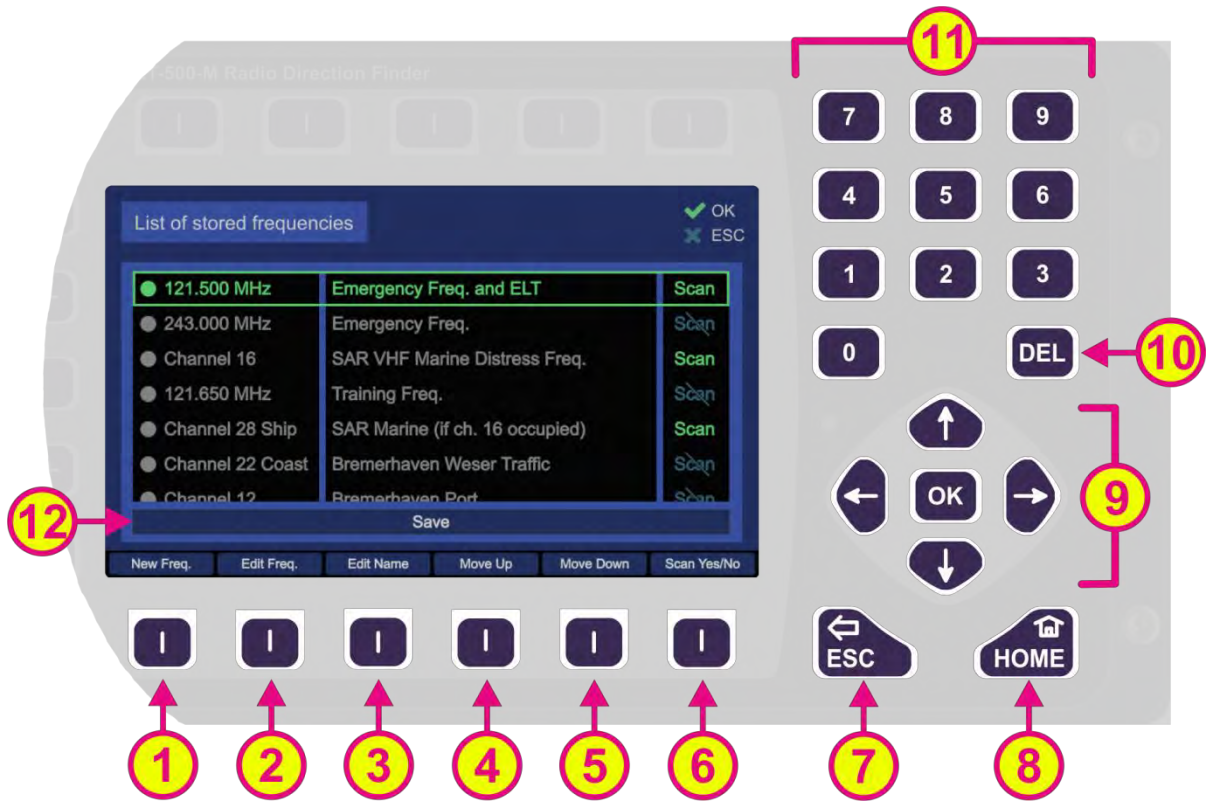 11
T-500-M Radio Direction Finder
7 8 9
4 5 6
1 2 3
0 DEL
10
List of stored frequencies
OK
ESC
121.500 MHz Emergency Freq. and ELT Scan
243.000 MHz Emergency Freq. Scan
Channel 16 SAR VHF Marine Distress Freq. Scan
121.650 MHz Training Freq. Scan
Channel 28 Ship SAR Marine (if ch. 16 occupied) Scan
Channel 22 Coast Bremerhaven Weser Traffic Scan
Channel 12 Bremerhaven Port Scan
12
Save
New Freq. Edit Freq. Edit Name Move Up Move Down Scan Yes/No
OK
9
ESC
HOME
1 2 3 4 5 6 7 8